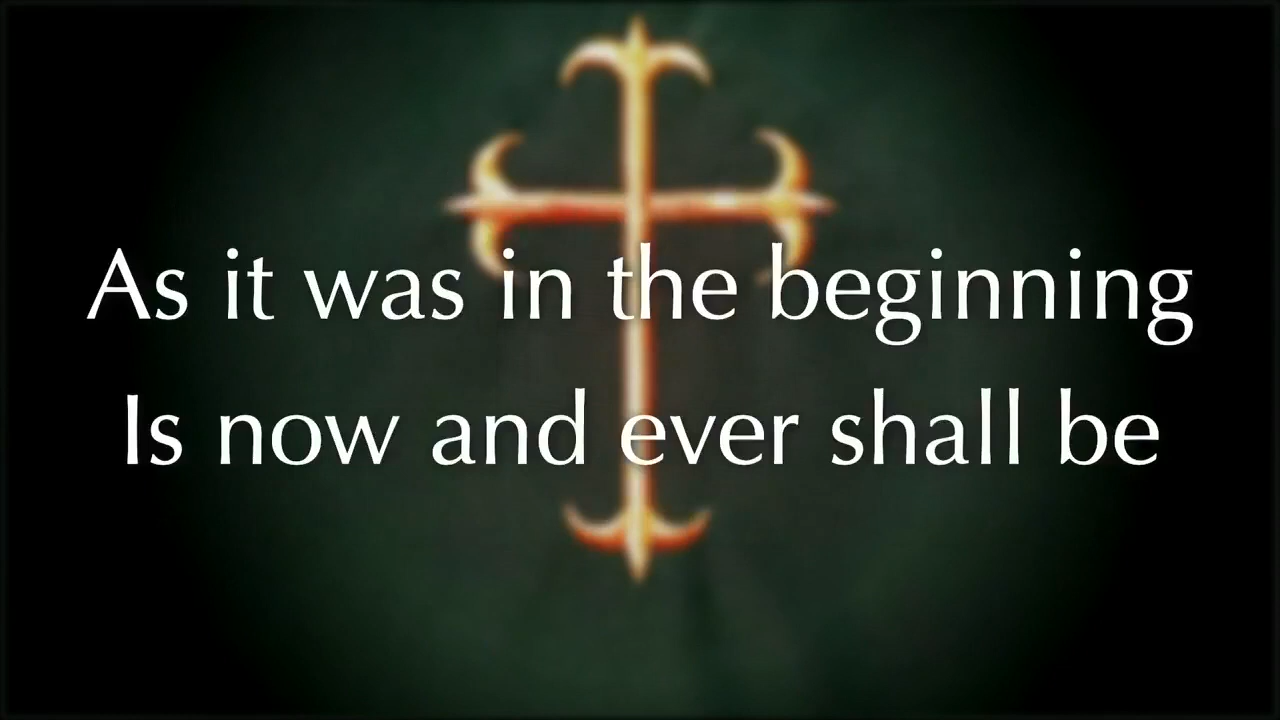 As it was in the beginning
Is now and ever shall be